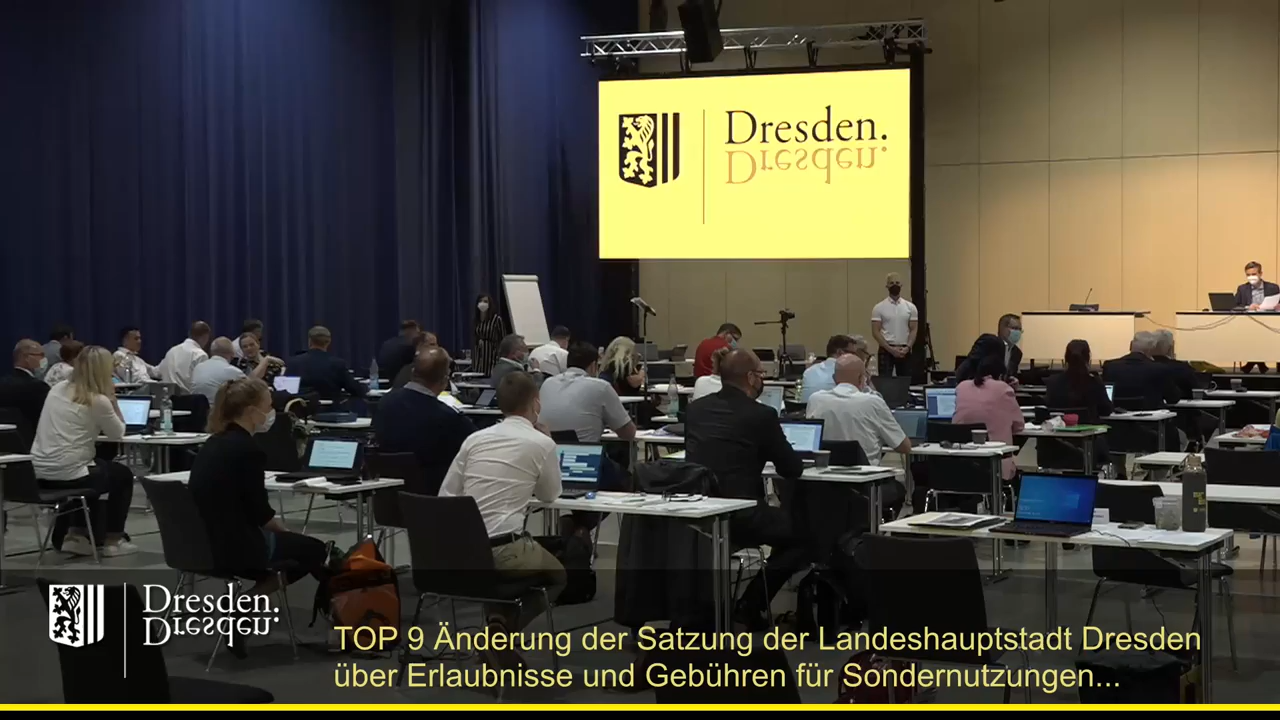 Dresden.
Dresden.
Dresden.
Dresden.
TOP 9 Änderung der Satzung der Landeshauptstadt Dresden
über Erlaubnisse und Gebühren für Sondernutzungen...